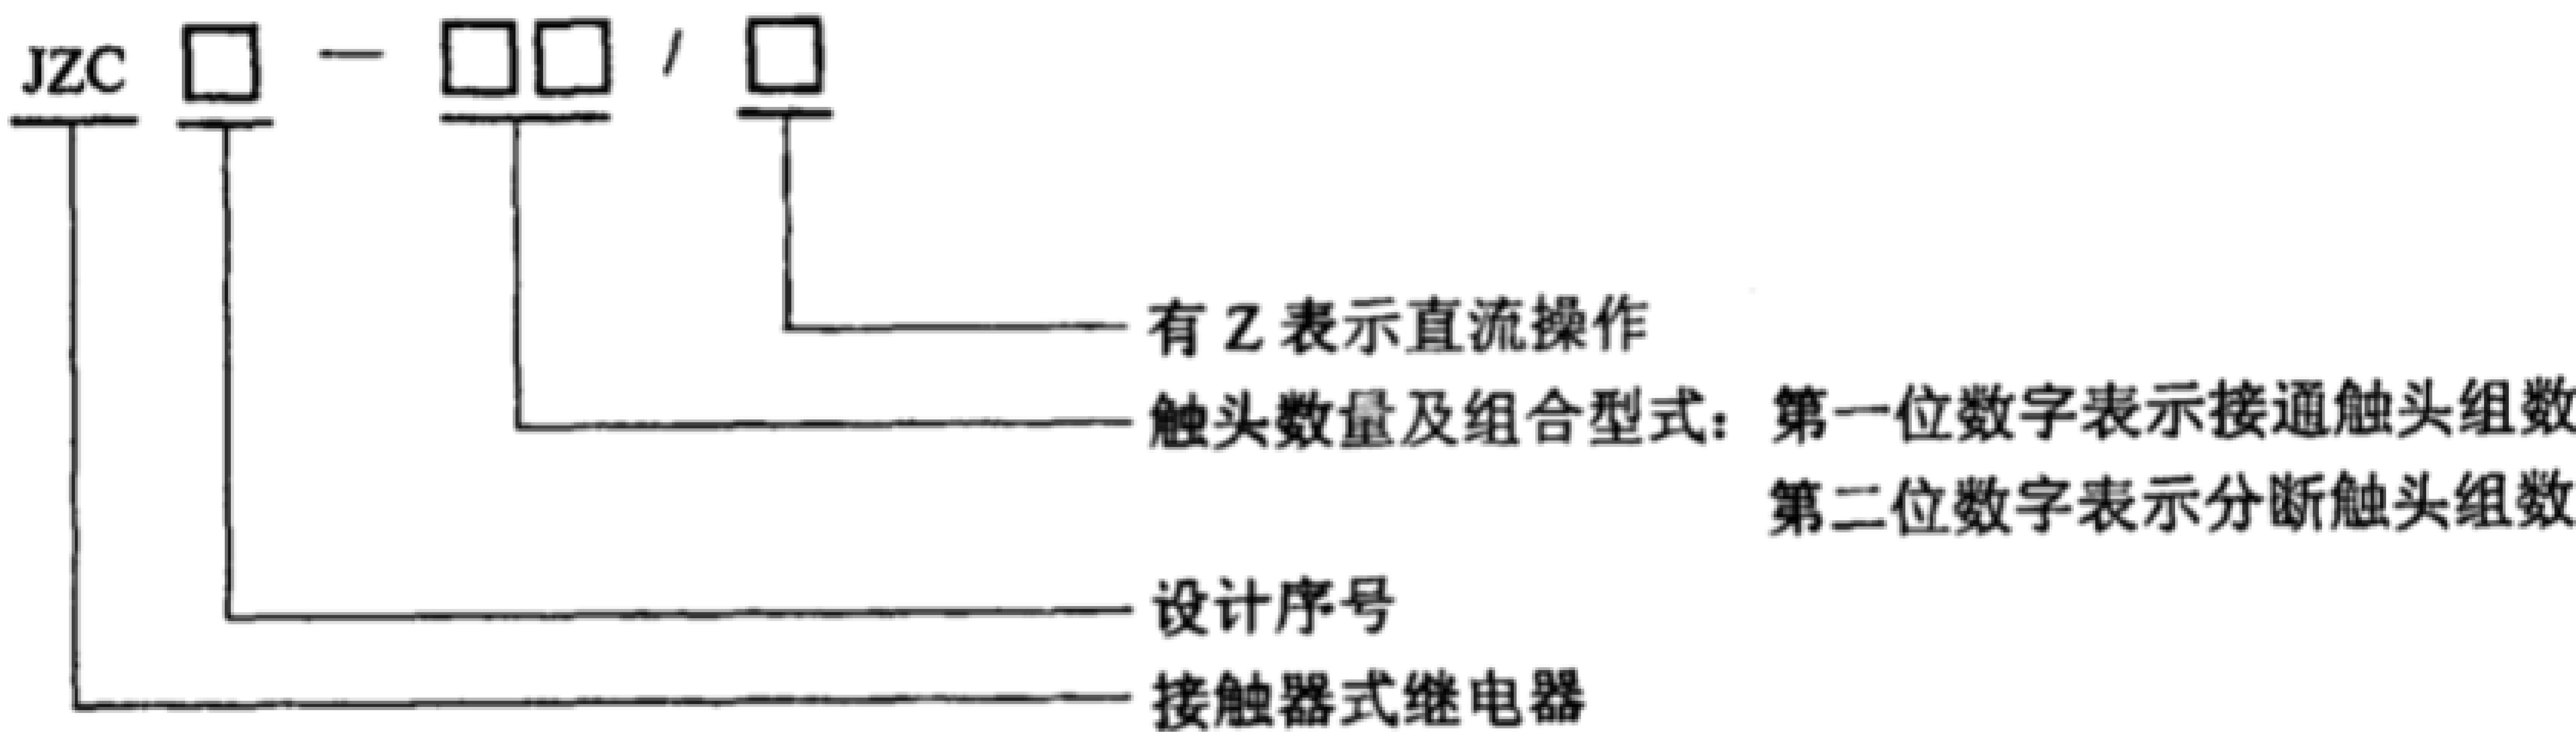 JZC □ — □□ / □
有 Z 表示直流操作
触头数量及组合型式：第一位数字表示接通触头组数
第二位数字表示分断触头组数
设计序号
接触器式继电器